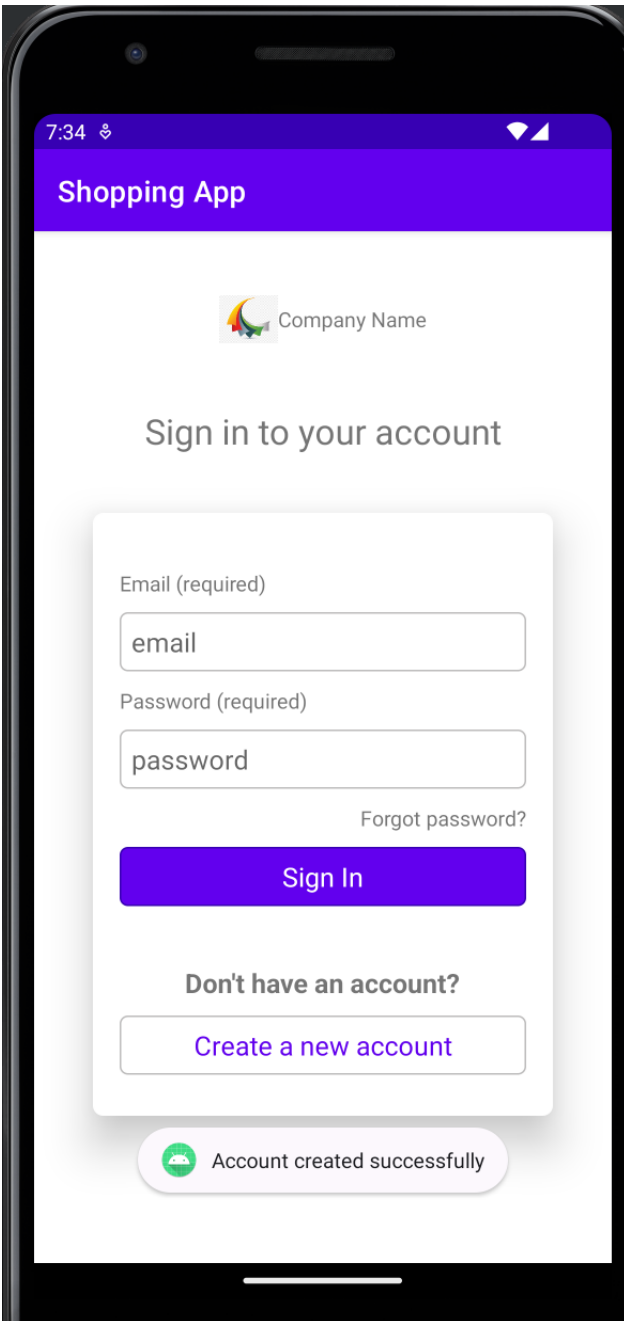 7:34
Shopping App
Company Name
Sign in to your account
Email (required)
email
Password (required)
password
Forgot password?
Sign In
Don't have an account?
Create a new account
Account created successfully